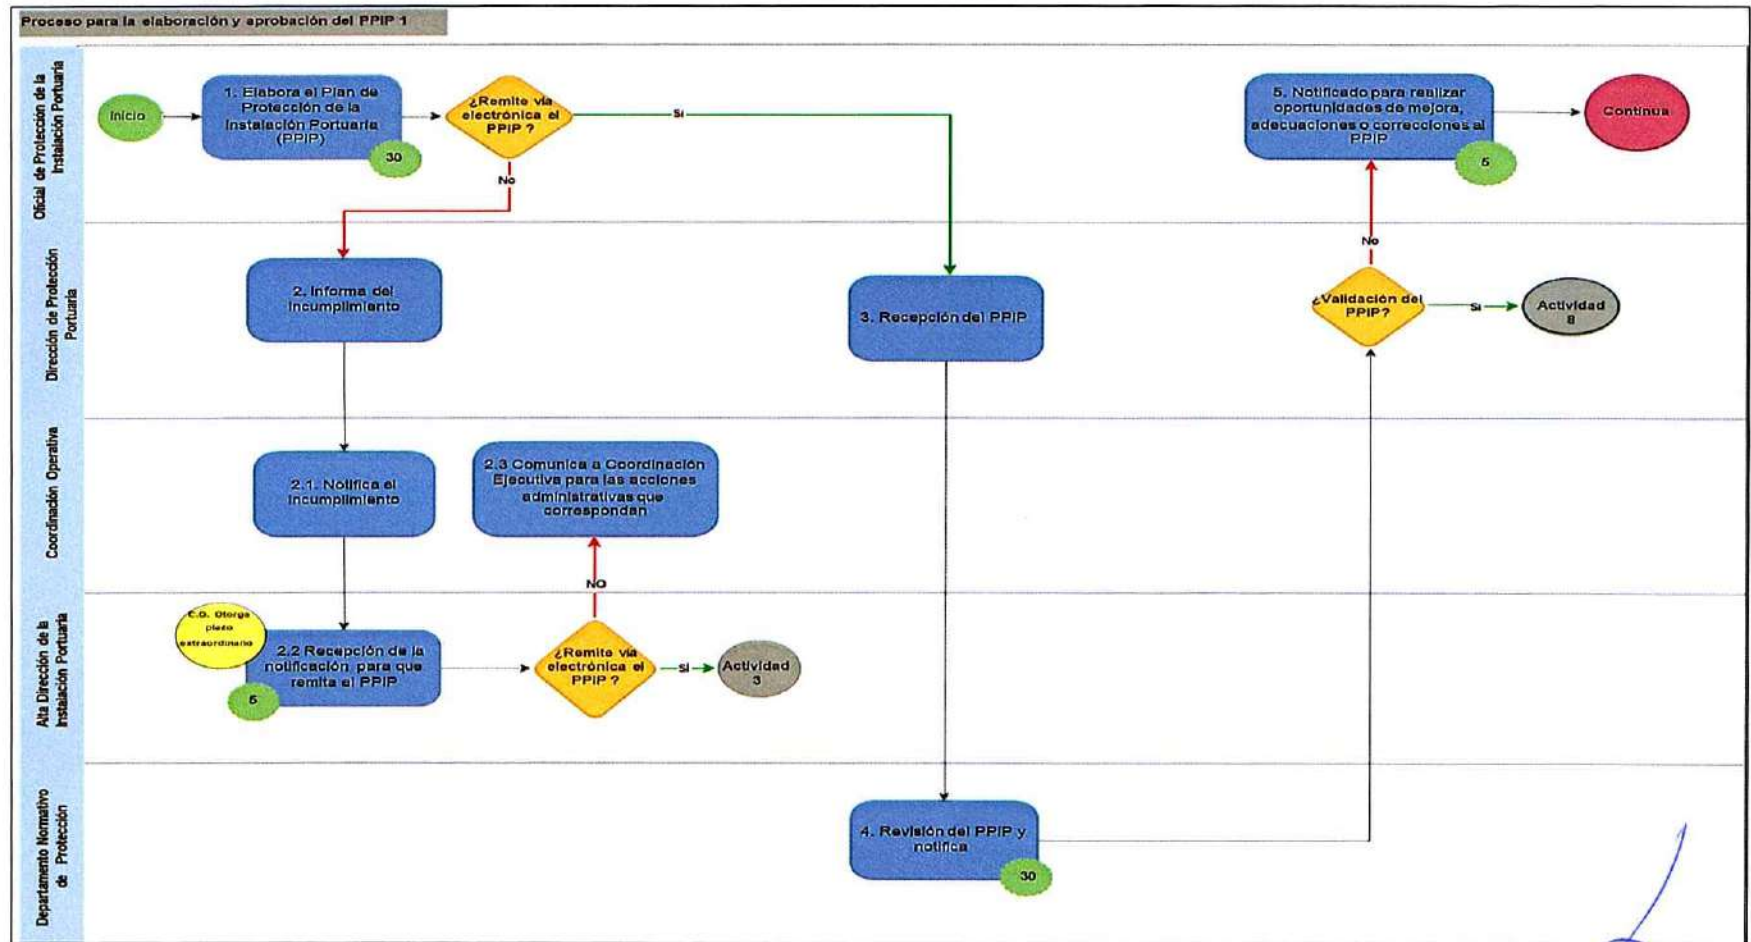 Proceso para la elaboración y aprobación del PPIP 1
Oficial de Protección de la
Instalación Portuaria
Inicio
1. Elabora el Plan de
Protección de la
Instalación Portuaria
(PPIP)
30
¿Remite vía
electrónica el
PPIP ?
Si
No
5. Notificado para realizar
oportunidades de mejora,
adecuaciones o correcciones al
PPIP
5
Continua
Dirección de Protección
Portuaria
2. Informa del
incumplimiento
3. Recepción del PPIP
No
¿Validación del
PPIP?
Si
Actividad
8
Coordinación Operativa
2.1. Notifica el
incumplimiento
2.3 Comunica a Coordinación
Ejecutiva para las acciones
administrativas que
correspondan
NO
Alta Dirección de la
Instalación Portuaria
C.O. Otorga
plazo
extraordinario
2.2 Recepción de la
notificación, para que
remita el PPIP
5
¿Remite vía
electrónica el
PPIP ?
Si
Actividad
3
Departamento Normativo
de Protección
4. Revisión del PPIP y
notifica
30